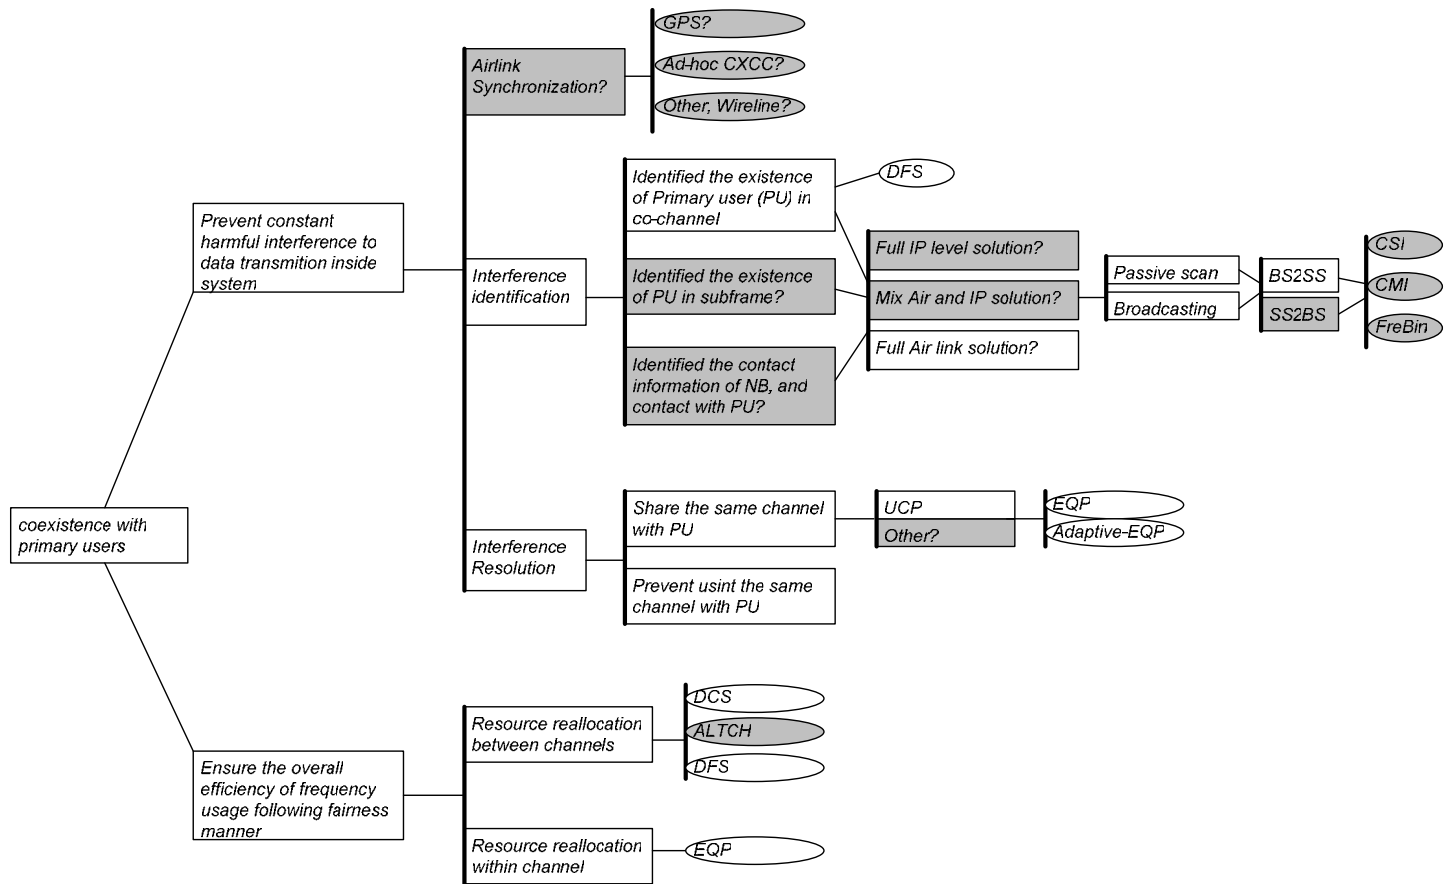 GPS?
Ad-hoc CXCC?
Other, Wireline?
Airlink
Synchronization?
Identified the existence
of Primary user (PU) in
co-channel
DFS
Prevent constant
harmful interference to
data transmition inside
system
Full IP level solution?
CSI
Interference
identification
Identified the existence
of PU in subframe?
Mix Air and IP solution?
Passive scan
Broadcasting
BS2SS
SS2BS
CMI
FreBin
Full Air link solution?
Identified the contact
information of NB, and
contact with PU?
coexistence with
primary users
Interference
Resolution
Share the same channel
with PU
UCP
Other?
EQP
Adaptive-EQP
Prevent usint the same
channel with PU
Ensure the overall
efficiency of frequency
usage following fairness
manner
Resource reallocation
between channels
DCS
ALTCH
DFS
Resource reallocation
within channel
EQP